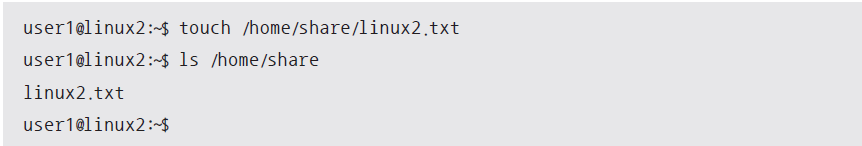 user1@linux2:~$ touch /home/share/linux2.txt
user1@linux2:~$ ls /home/share
linux2.txt
user1@linux2:~$